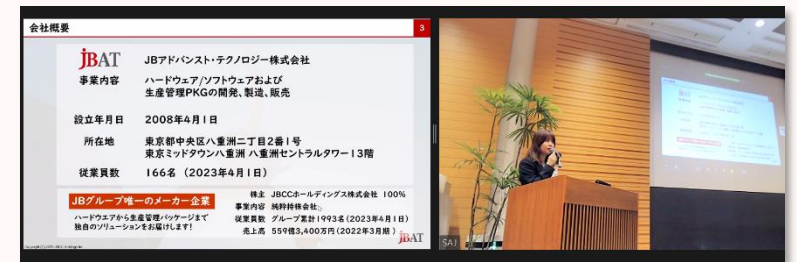 会社概要
3
JBAT JBアドバンスト・テクノロジー株式会社
事業内容 ハードウェア/ソフトウェアおよび
生産管理PKGの開発、製造、販売
設立年月日 2008年4月1日
所在地 東京都中央区八重洲二丁目2番1号
東京ミッドタウン八重洲 八重洲セントラルタワー13階
従業員数 166名（2023年4月1日）
JBグループ唯一のメーカー企業
ハードウエアから生産管理パッケージまで
独自のソリューションをお届けします！
株主 JBCCホールディングス株式会社 100%
事業内容 純粋持株会社
従業員数 グループ累計1993名(2023年4月1日)
売上高 559億3,400万円(2022年3月期)
JBAT
SAJ